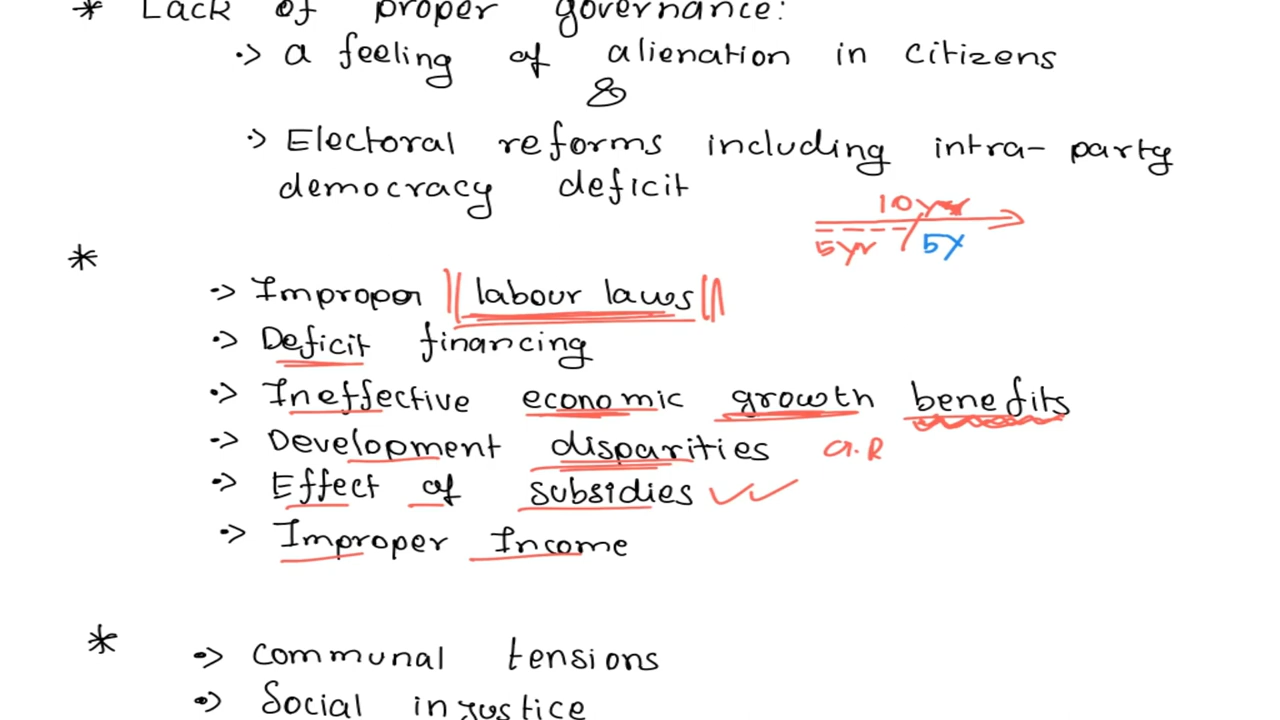 * Lack of proper governance:
·> a feeling of alienation in citizens
&
·> Electoral reforms including intra-party
democracy deficit
10yr
5yr / 5y
*
·> Impropor labour laws
·> Deficit financing
·> Ineffective economic growth benefits
·> Development disparities G.R
·> Effect of subsidies ✓✓
·> Improper Income
*
·> communal tensions
·> Social injustice